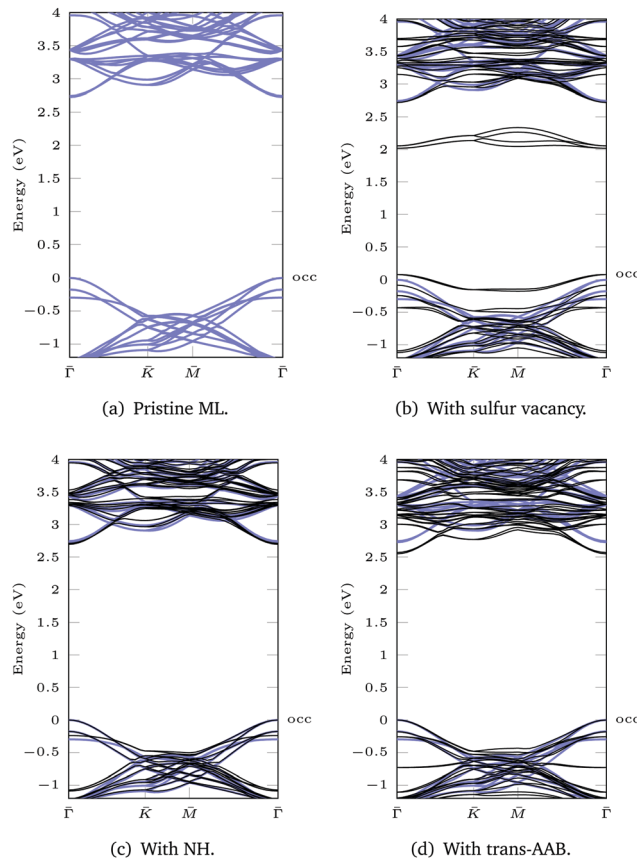 4
3.5
3
2.5
2
1.5
1
0.5
0
−0.5
−1
Energy (eV)
occ
Γ̄ K̄ M̄ Γ̄
(a) Pristine ML.
4
3.5
3
2.5
2
1.5
1
0.5
0
−0.5
−1
Energy (eV)
occ
Γ̄ K̄ M̄ Γ̄
(b) With sulfur vacancy.
4
3.5
3
2.5
2
1.5
1
0.5
0
−0.5
−1
Energy (eV)
occ
Γ̄ K̄ M̄ Γ̄
(c) With NH.
4
3.5
3
2.5
2
1.5
1
0.5
0
−0.5
−1
Energy (eV)
occ
Γ̄ K̄ M̄ Γ̄
(d) With trans-AAB.